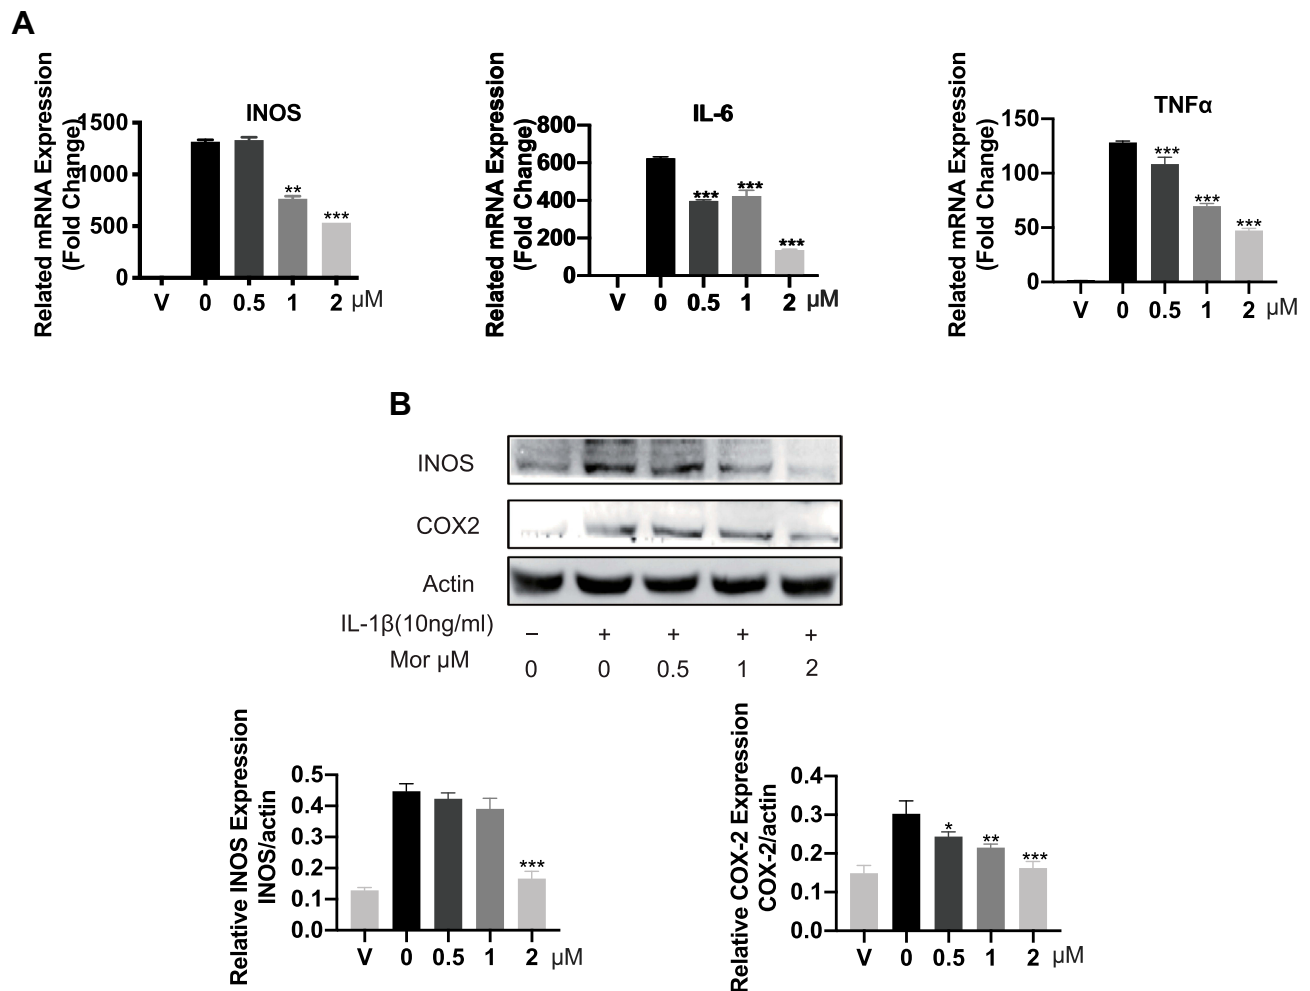 A
INOS
Related mRNA Expression
(Fold Change)
1500
1000
500
0
** ***
V 0 0.5 1 2 µM
IL-6
Related mRNA Expression
(Fold Change)
800
600
400
200
0
*** *** ***
V 0 0.5 1 2 µM
TNFα
Related mRNA Expression
(Fold Change)
150
100
50
0
*** *** ***
V 0 0.5 1 2 µM
B
INOS
COX2
Actin
IL-1β(10ng/ml) – + + + +
Mor µM 0 0 0.5 1 2
Relative INOS Expression
INOS/actin
0.5
0.4
0.3
0.2
0.1
0.0
***
V 0 0.5 1 2 µM
Relative COX-2 Expression
COX-2/actin
0.4
0.3
0.2
0.1
0.0
* ** ***
V 0 0.5 1 2 µM